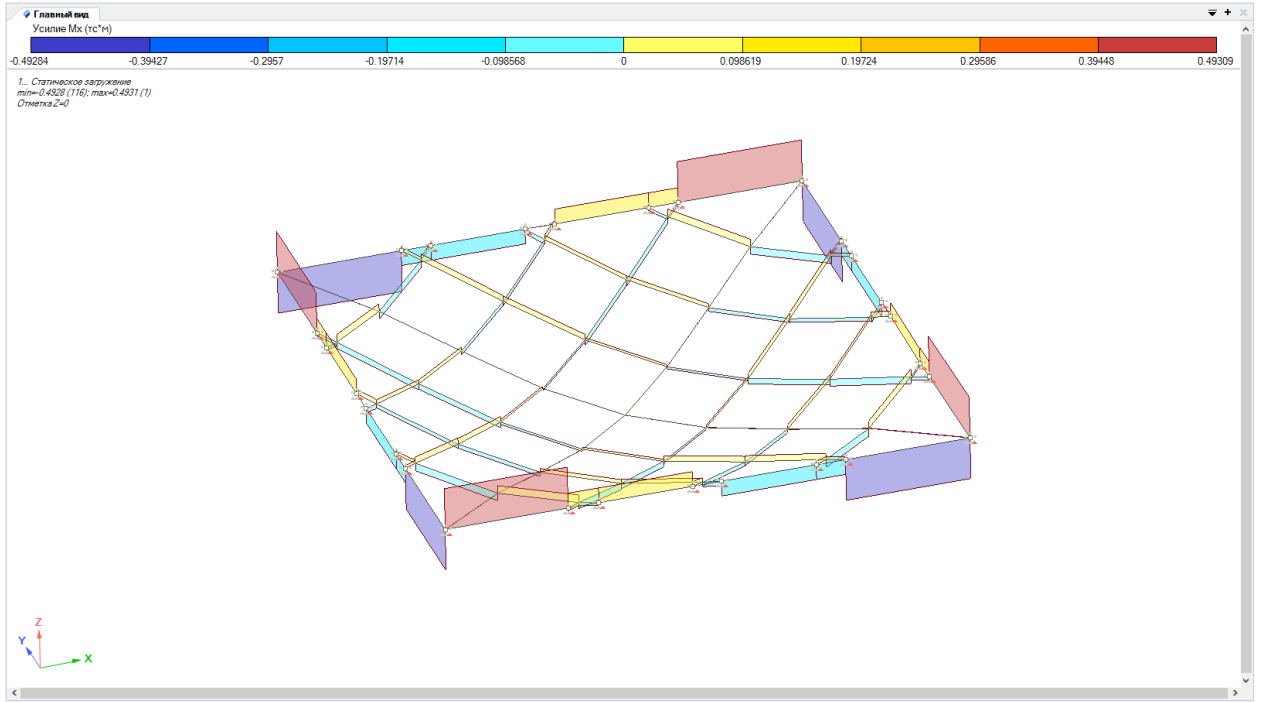 Главный вид
Усилие Mx (тс*м)
-0.49284 -0.39427 -0.2957 -0.19714 -0.098568 0 0.098619 0.19724 0.29586 0.39448 0.49309
1... Статическое загружение
min=-0.4928 (116); max=0.4931 (1)
Отметка Z=0
Z
Y
X